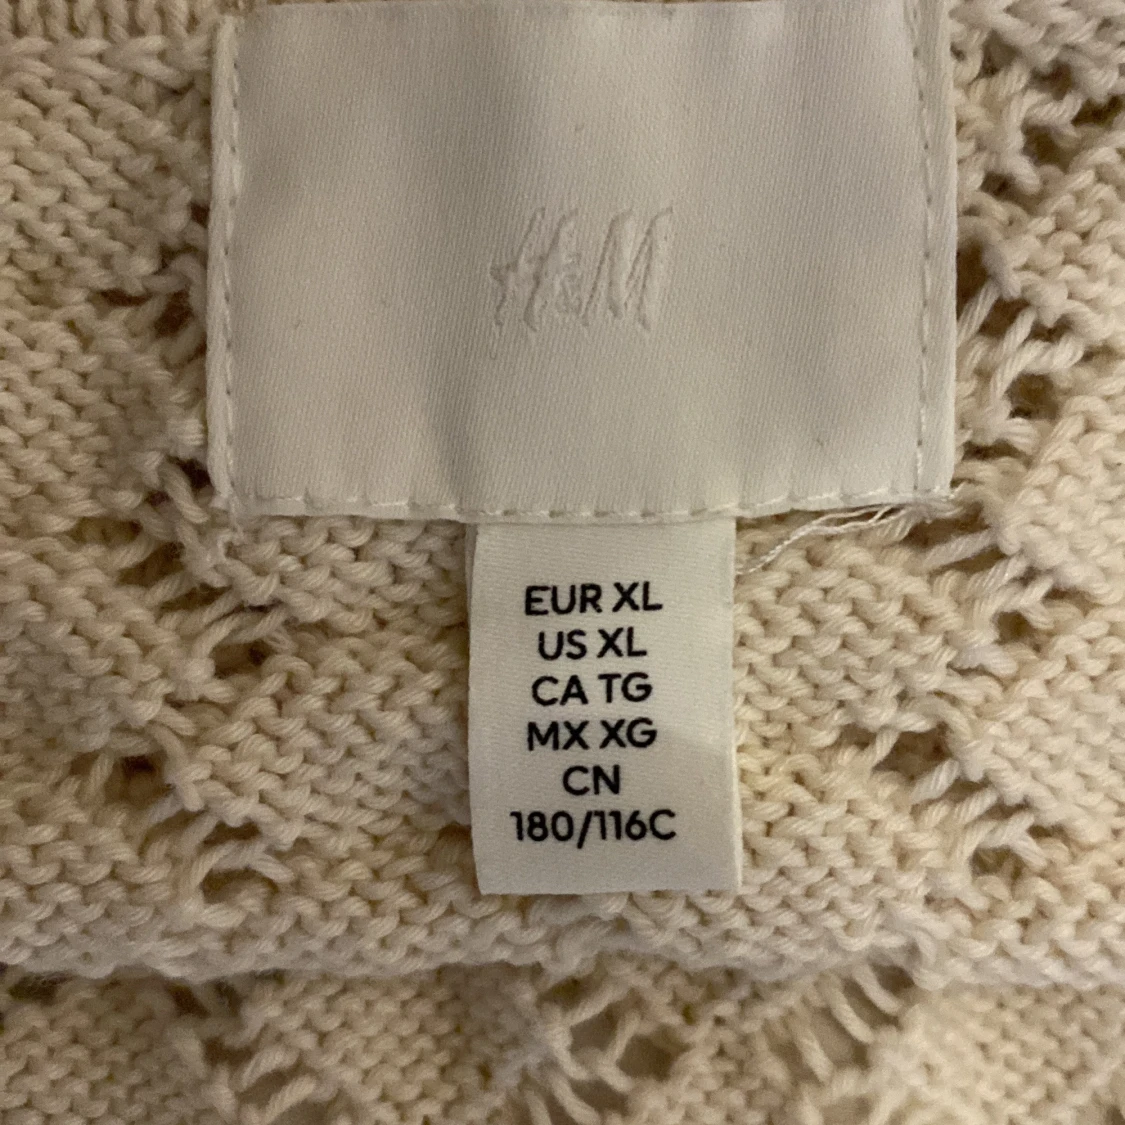 H&M
EUR XL
US XL
CA TG
MX XG
CN
180/116C